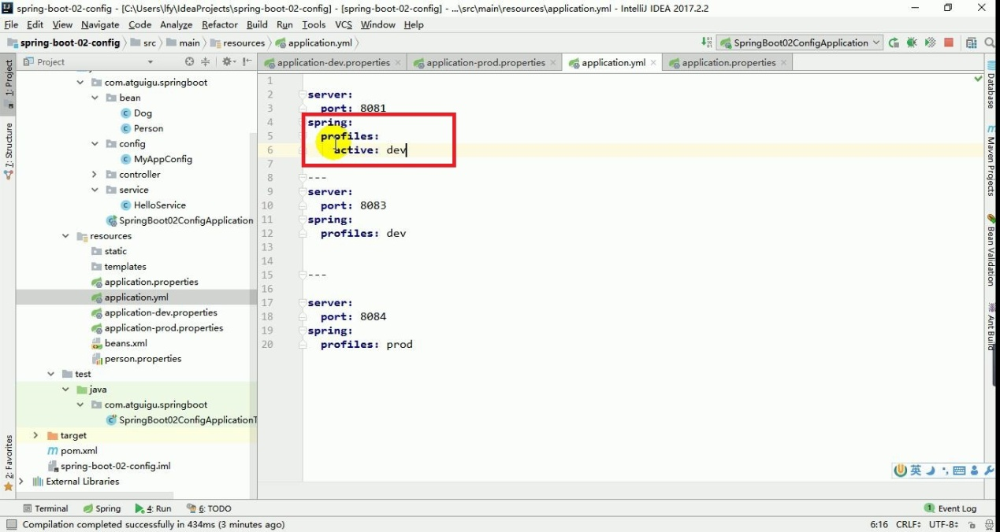 spring-boot-02-config - [C:\Users\lfy\IdeaProjects\spring-boot-02-config] - [spring-boot-02-config] - ...\src\main\resources\application.yml - IntelliJ IDEA 2017.2.2
File Edit View Navigate Code Analyze Refactor Build Run Tools VCS Window Help
spring-boot-02-config src main resources application.yml SpringBoot02ConfigApplication
Project application-dev.properties application-prod.properties application.yml application.properties
1: Project
Z: Structure
2: Favorites
com.atguigu.springboot
bean
Dog
Person
config
MyAppConfig
controller
service
HelloService
SpringBoot02ConfigApplication
resources
static
templates
application.properties
application.yml
application-dev.properties
application-prod.properties
beans.xml
person.properties
test
java
com.atguigu.springboot
SpringBoot02ConfigApplicationT
target
pom.xml
spring-boot-02-config.iml
External Libraries
1
2 server:
3 port: 8081
4 spring:
5 profiles:
6 active: dev
7
8 ---
9 server:
10 port: 8083
11 spring:
12 profiles: dev
13
14
15 ---
16
17 server:
18 port: 8084
19 spring:
20 profiles: prod
Database
Maven Projects
Bean Validation
Ant Build
英
Terminal Spring 4: Run 6: TODO 1 Event Log
Compilation completed successfully in 434ms (3 minutes ago) 6:16 CRLF UTF-8